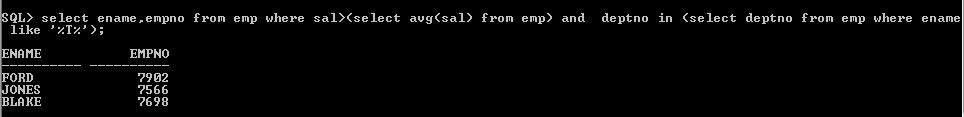 SQL> select ename,empno from emp where sal>(select avg(sal) from emp) and  deptno in (select deptno from emp where ename
 like '%T%');
ENAME           EMPNO
---------- ----------
FORD             7902
JONES            7566
BLAKE            7698